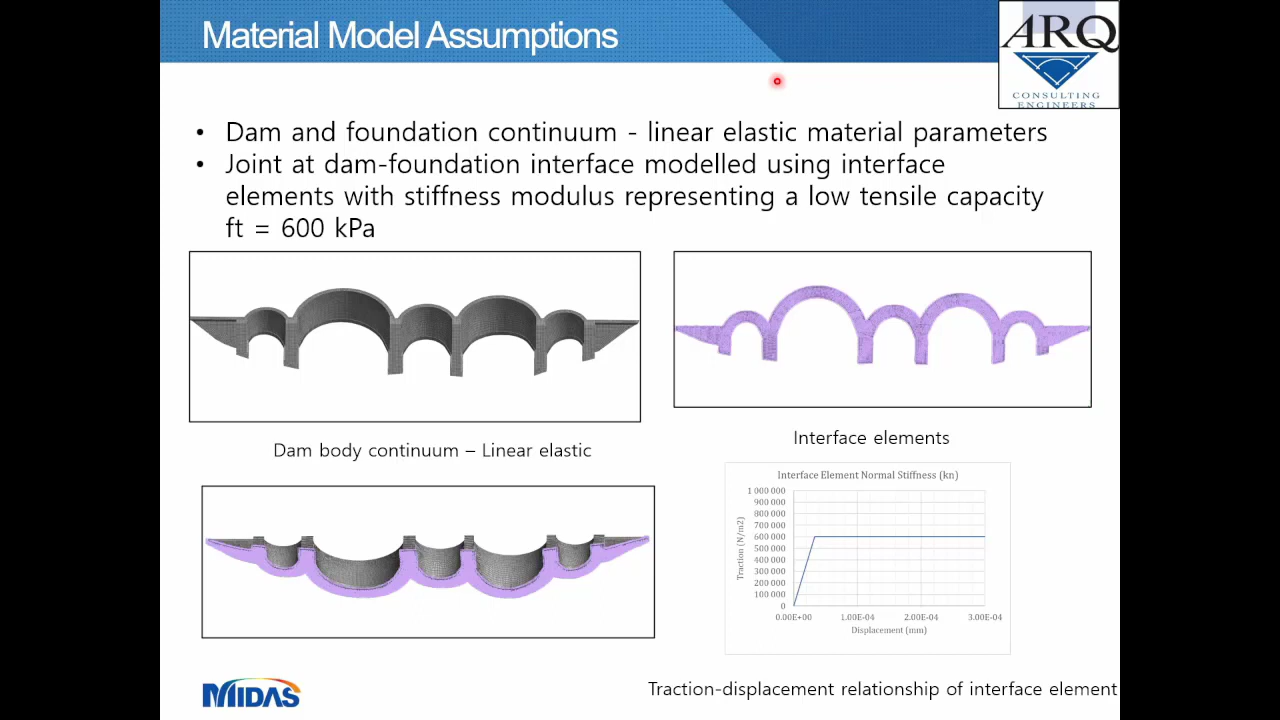 Material Model Assumptions
ARQ
CONSULTING
ENGINEERS
• Dam and foundation continuum - linear elastic material parameters
• Joint at dam-foundation interface modelled using interface
elements with stiffness modulus representing a low tensile capacity
ft = 600 kPa
Dam body continuum – Linear elastic
Interface elements
Interface Element Normal Stiffness (kn)
Traction (N/m2)
1 000 000
900 000
800 000
700 000
600 000
500 000
400 000
300 000
200 000
100 000
0
0.00E+00 1.00E-04 2.00E-04 3.00E-04
Displacement (mm)
MIDAS
Traction-displacement relationship of interface element